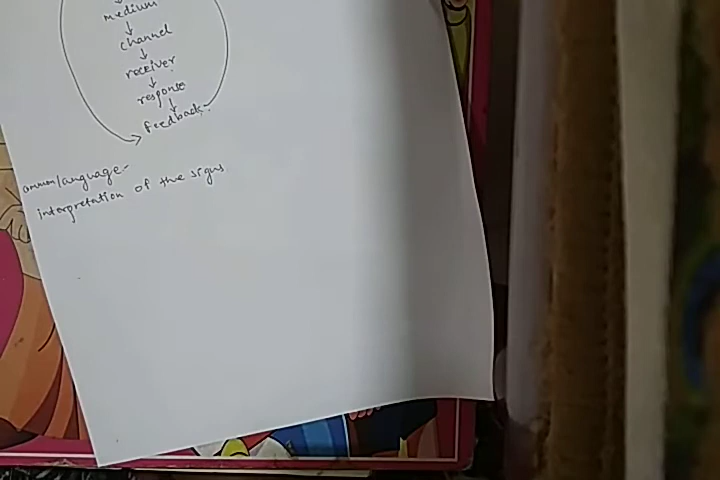 medium
↓
channel
↓
receiver
↓
response
↓
feedback.
language-
interpretation of the signs